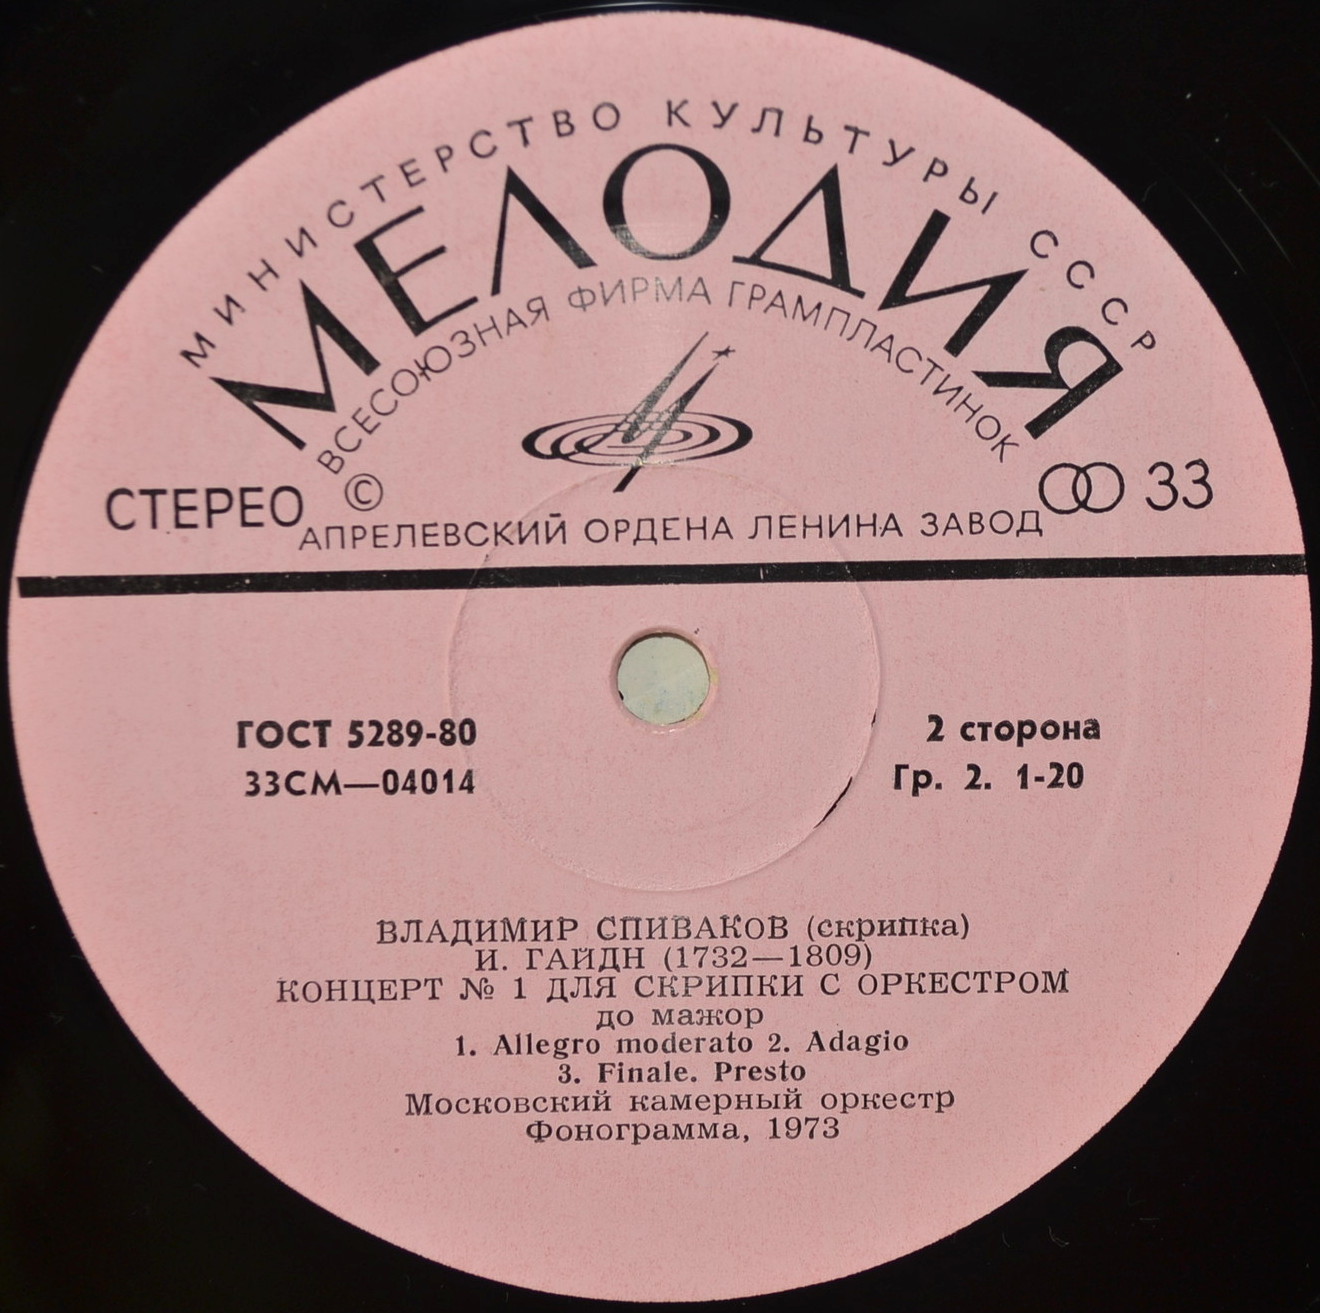 МИНИСТЕРСТВО КУЛЬТУРЫ СССР
МЕЛОДИЯ
ВСЕСОЮЗНАЯ ФИРМА ГРАМПЛАСТИНОК
СТЕРЕО © 33
АПРЕЛЕВСКИЙ ОРДЕНА ЛЕНИНА ЗАВОД
ГОСТ 5289-80
33СМ—04014
2 сторона
Гр. 2. 1-20
ВЛАДИМИР СПИВАКОВ (скрипка)
И. ГАЙДН (1732—1809)
КОНЦЕРТ № 1 ДЛЯ СКРИПКИ С ОРКЕСТРОМ
до мажор
1. Allegro moderato 2. Adagio
3. Finale. Presto
Московский камерный оркестр
Фонограмма, 1973